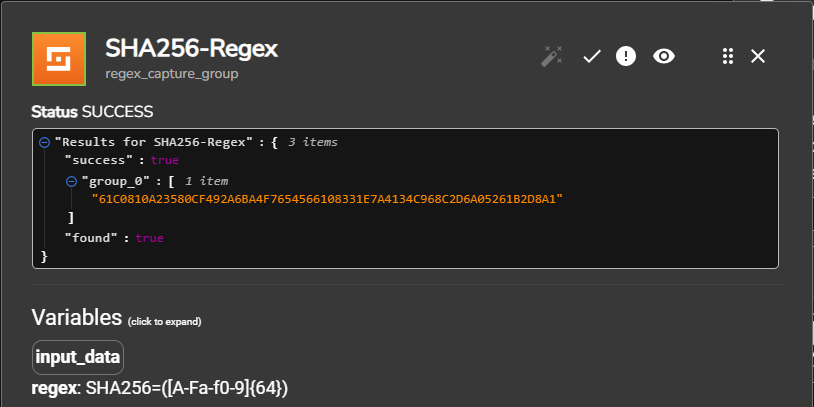 SHA256-Regex
regex_capture_group
Status SUCCESS
"Results for SHA256-Regex" : { 3 items
"success" : true
"group_0" : [ 1 item
"61C0810A23580CF492A6BA4F7654566108331E7A4134C968C2D6A05261B2D8A1"
]
"found" : true
}
Variables (click to expand)
input_data
regex: SHA256=([A-Fa-f0-9]{64})